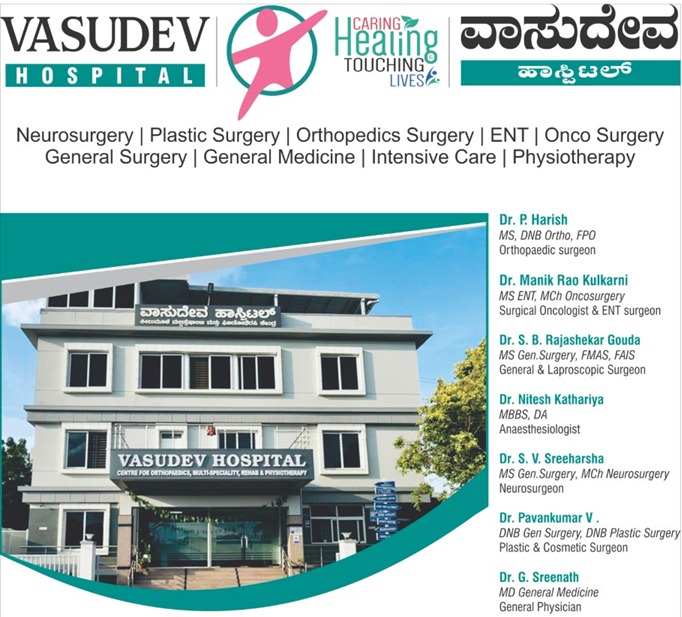 VASUDEV
HOSPITAL
CARING
Healing
TOUCHING
LIVES
ವಾಸುದೇವ
ಹಾಸ್ಪಿಟಲ್
Neurosurgery | Plastic Surgery | Orthopedics Surgery | ENT | Onco Surgery
General Surgery | General Medicine | Intensive Care | Physiotherapy
ವಾಸುದೇವ ಹಾಸ್ಪಿಟಲ್
VASUDEV HOSPITAL
CENTRE FOR ORTHOPAEDICS, MULTI-SPECIALITY, REHAB & PHYSIOTHERAPY
Dr. P. Harish
MS, DNB Ortho, FPO
Orthopaedic surgeon
Dr. Manik Rao Kulkarni
MS ENT, MCh Oncosurgery
Surgical Oncologist & ENT surgeon
Dr. S. B. Rajashekar Gouda
MS Gen.Surgery, FMAS, FAIS
General & Laproscopic Surgeon
Dr. Nitesh Kathariya
MBBS, DA
Anaesthesiologist
Dr. S. V. Sreeharsha
MS Gen.Surgery, MCh Neurosurgery
Neurosurgeon
Dr. Pavankumar V .
DNB Gen Surgery, DNB Plastic Surgery
Plastic & Cosmetic Surgeon
Dr. G. Sreenath
MD General Medicine
General Physician